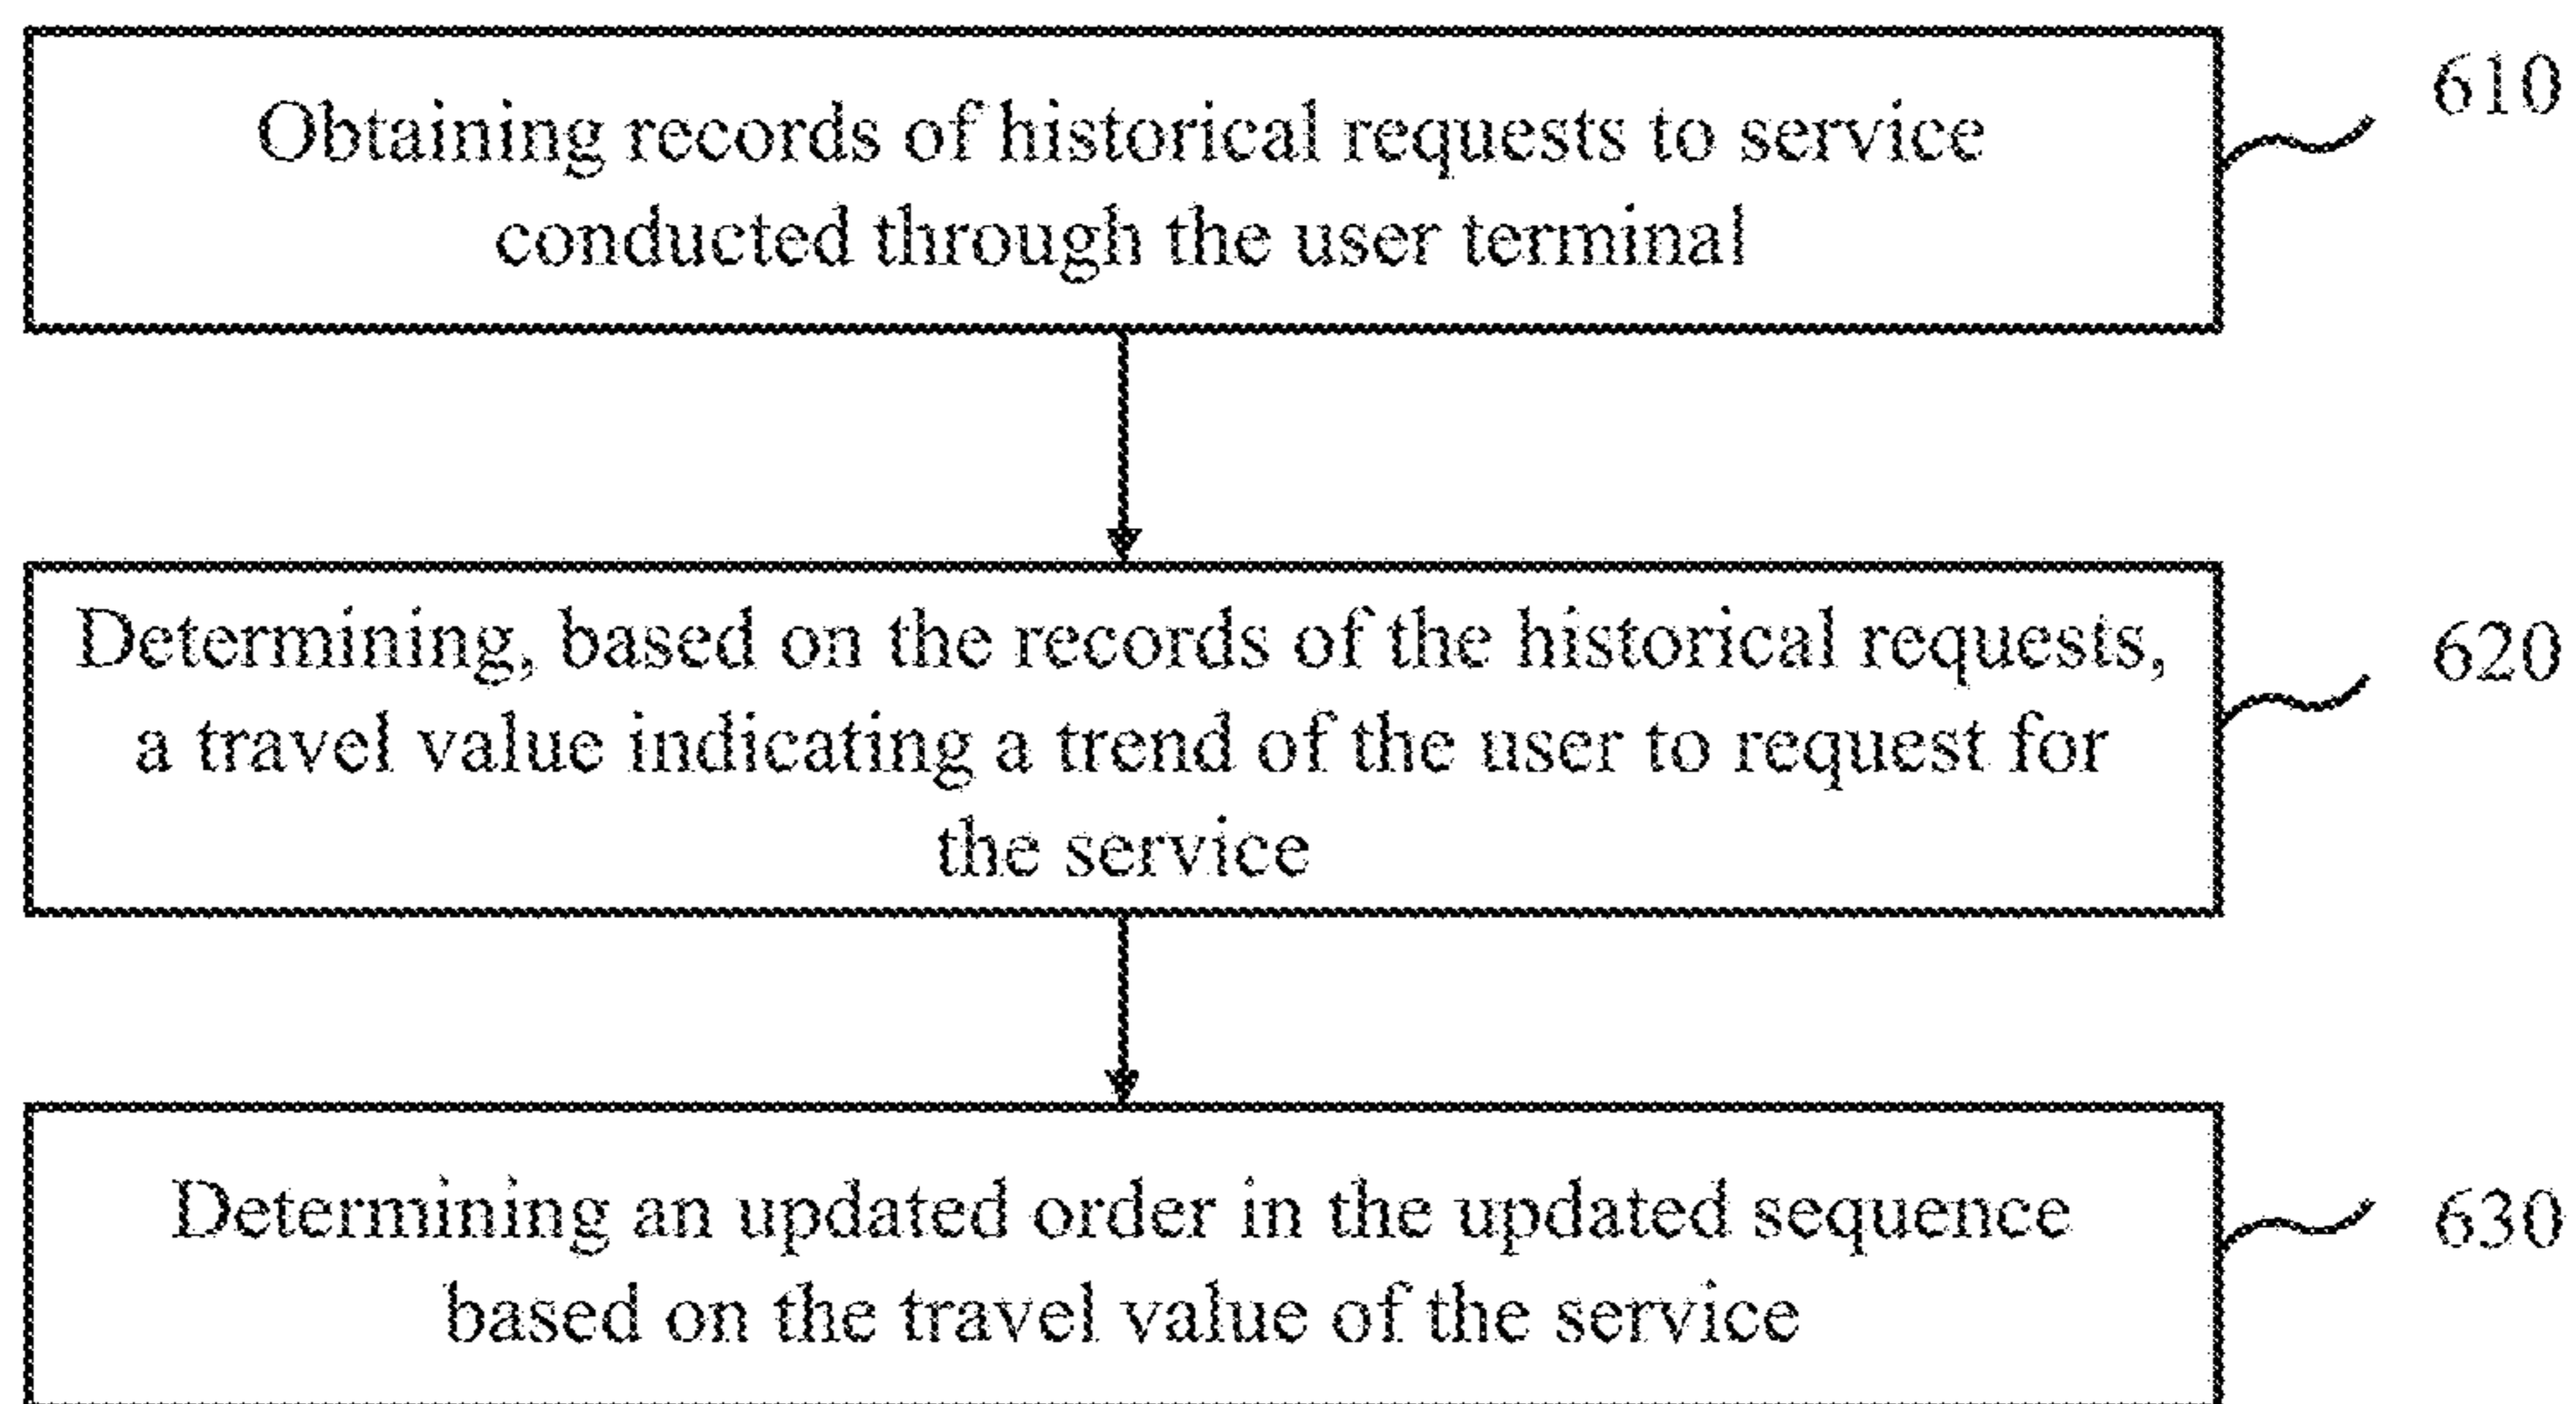 Obtaining records of historical requests to service
conducted through the user terminal
610
Determining, based on the records of the historical requests,
a travel value indicating a trend of the user to request for
the service
620
Determining an updated order in the updated sequence
based on the travel value of the service
630